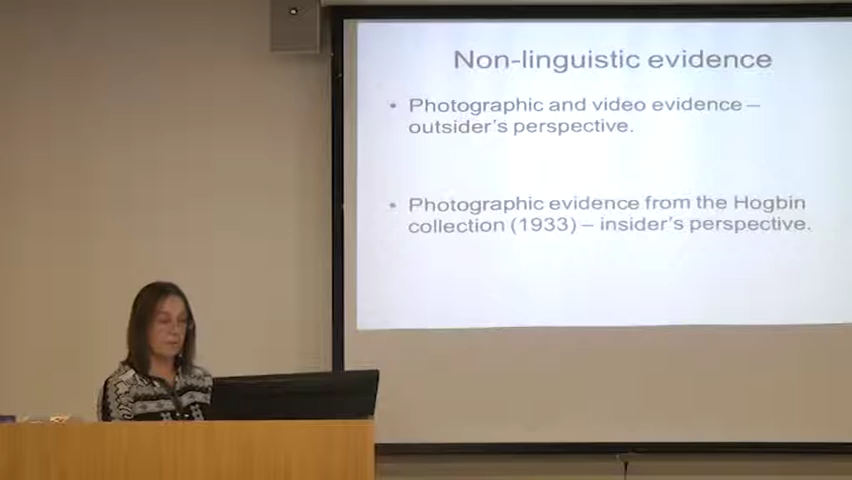 Non-linguistic evidence
• Photographic and video evidence –
outsider's perspective.
• Photographic evidence from the Hogbin
collection (1933) – insider's perspective.